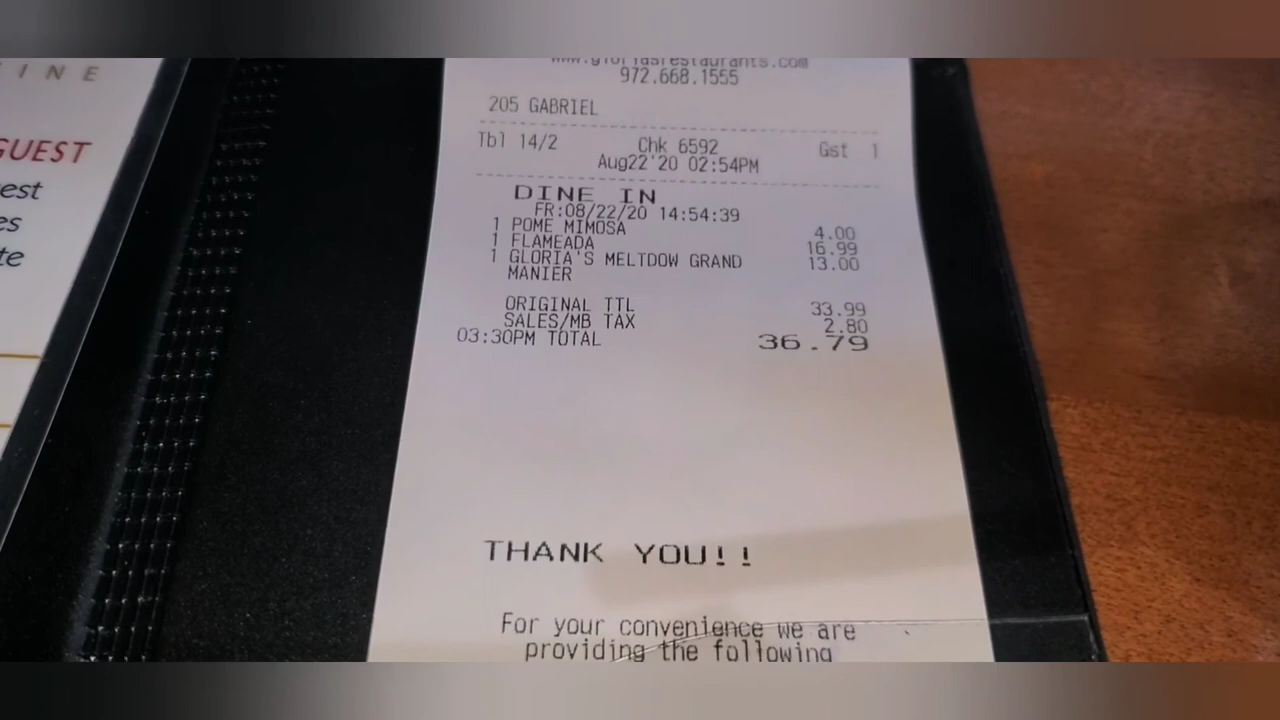 INE
GUEST
est
es
te
www.gloriasrestaurants.com
972.668.1555
205 GABRIEL
Tbl 14/2 Chk 6592 Gst 1
Aug22'20 02:54PM
DINE IN
FR:08/22/20 14:54:39
1 POME MIMOSA 4.00
1 FLAMEADA 16.99
1 GLORIA'S MELTDOW GRAND 13.00
MANIER
ORIGINAL TTL 33.99
SALES/MB TAX 2.80
03:30PM TOTAL 36.79
THANK YOU!!
For your convenience we are
providing the following